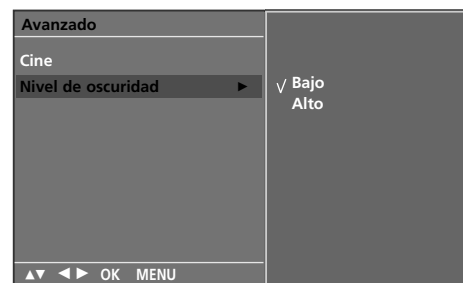 Avanzado
Cine
Nivel de oscuridad ►
√ Bajo
Alto
▲▼ ◄► OK MENU